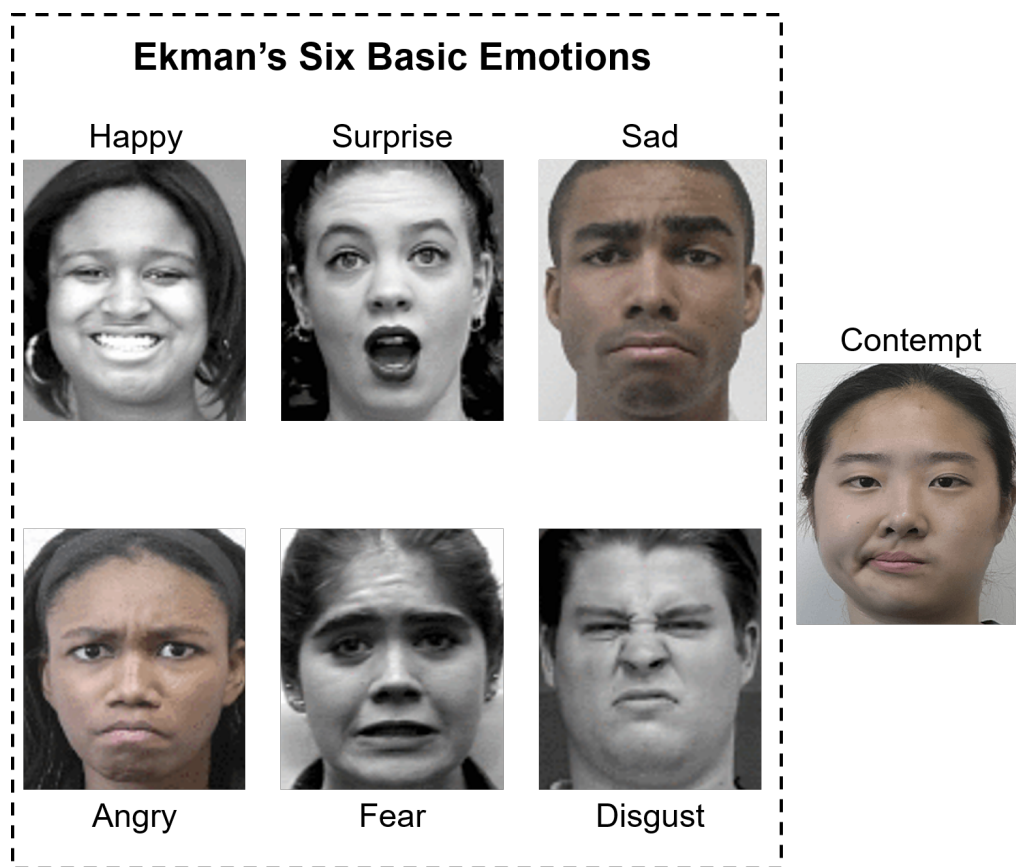 Ekman’s Six Basic Emotions
Happy
Surprise
Sad
Contempt
Angry
Fear
Disgust